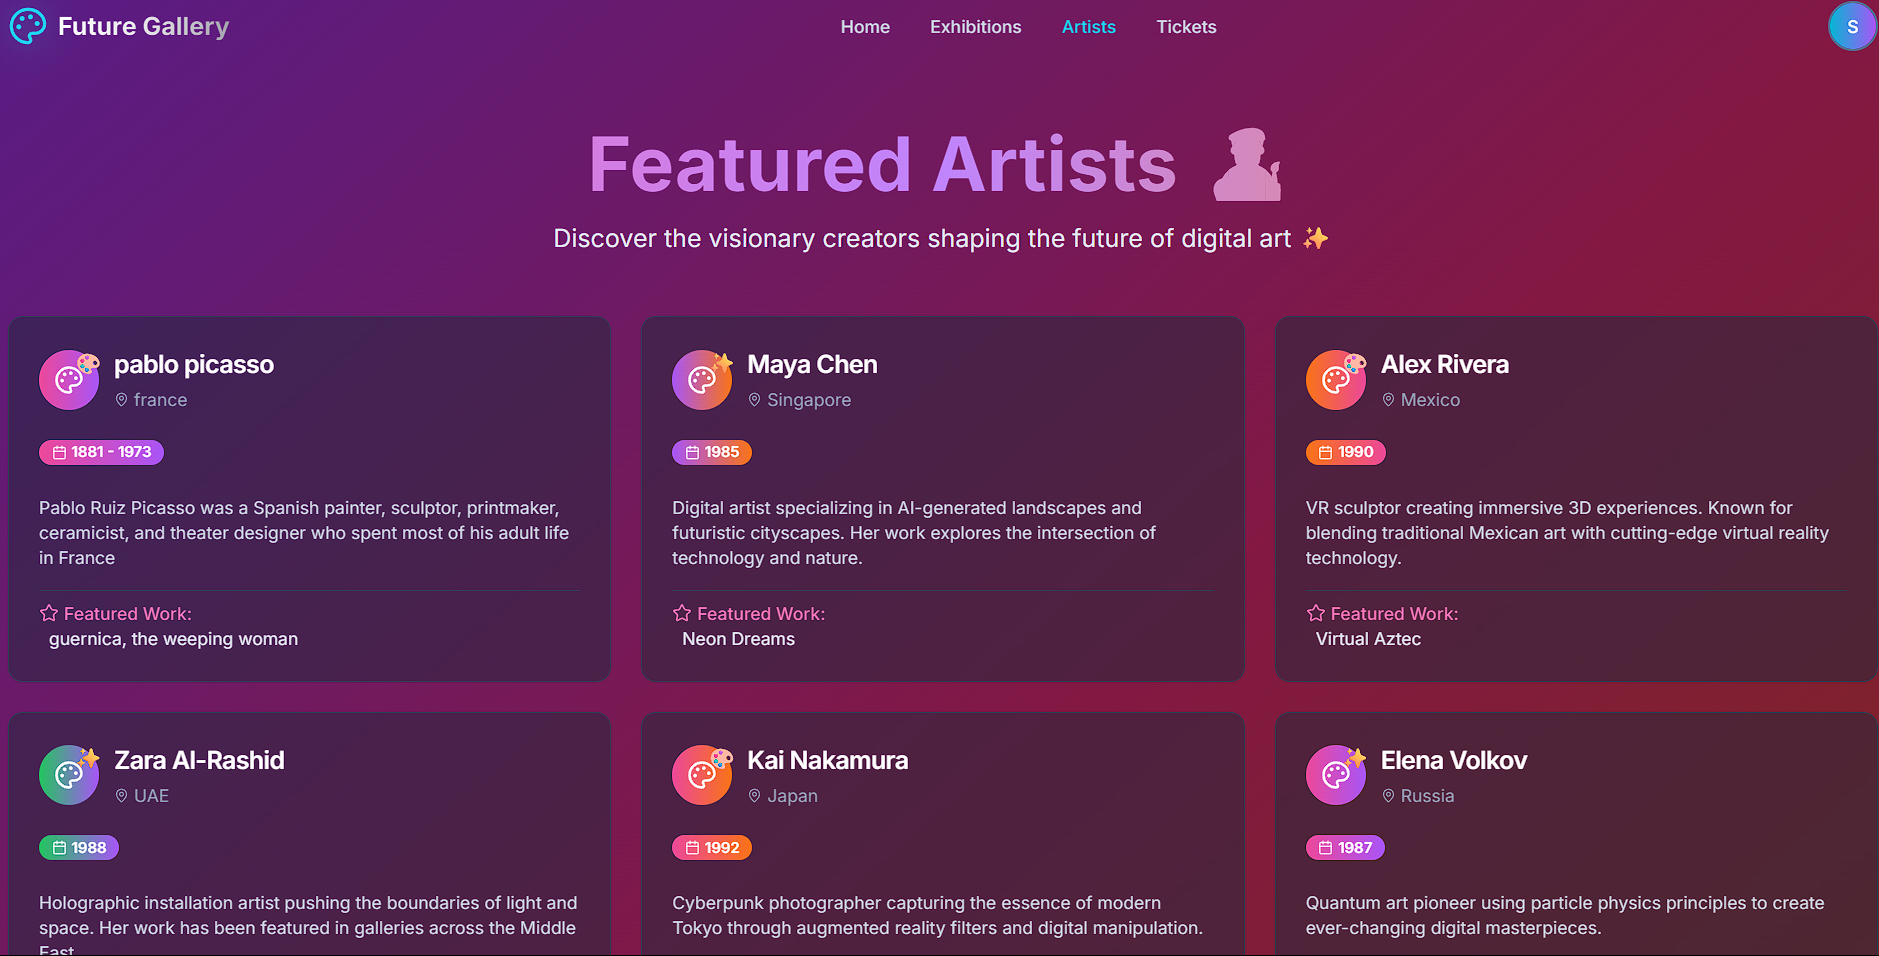 Future Gallery
Home Exhibitions Artists Tickets
S
Featured Artists
Discover the visionary creators shaping the future of digital art
pablo picasso
france
1881 - 1973
Pablo Ruiz Picasso was a Spanish painter, sculptor, printmaker,
ceramicist, and theater designer who spent most of his adult life
in France
Featured Work:
guernica, the weeping woman
Maya Chen
Singapore
1985
Digital artist specializing in AI-generated landscapes and
futuristic cityscapes. Her work explores the intersection of
technology and nature.
Featured Work:
Neon Dreams
Alex Rivera
Mexico
1990
VR sculptor creating immersive 3D experiences. Known for
blending traditional Mexican art with cutting-edge virtual reality
technology.
Featured Work:
Virtual Aztec
Zara Al-Rashid
UAE
1988
Holographic installation artist pushing the boundaries of light and
space. Her work has been featured in galleries across the Middle
East
Kai Nakamura
Japan
1992
Cyberpunk photographer capturing the essence of modern
Tokyo through augmented reality filters and digital manipulation.
Elena Volkov
Russia
1987
Quantum art pioneer using particle physics principles to create
ever-changing digital masterpieces.